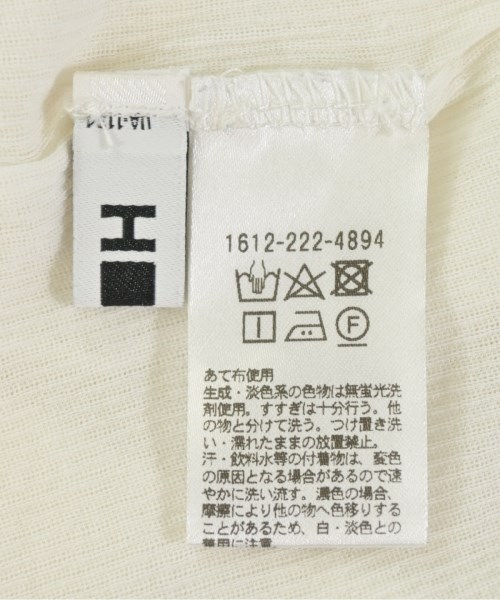 H
1612-222-4894
F
あて布使用
生成・淡色系の色物は無蛍光洗
剤使用。すすぎは十分行う。他
の物と分けて洗う。つけ置き洗
い・濡れたままの放置禁止。
汗・飲料水等の付着物は、変色
の原因となる場合があるので速
やかに洗い流す。濃色の場合、
摩擦により他の物へ色移りする
ことがあるため、白・淡色との
着用に注意